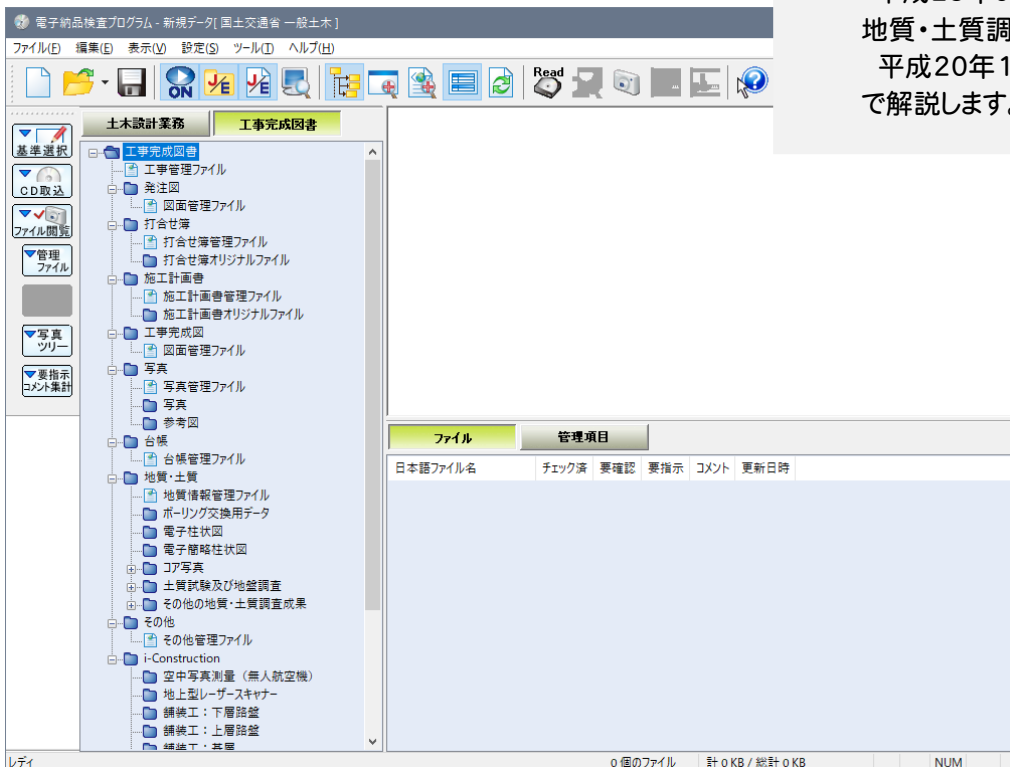 電子納品検査プログラム - 新規データ[ 国土交通省 一般土木 ]
ファイル(F) 編集(E) 表示(V) 設定(S) ツール(T) ヘルプ(H)
ON
J/E
J/E
Read
地質・土質調
平成20年1
で解説します。
基準選択
CD取込
ファイル閲覧
管理
ファイル
写真
ツリー
要指示
コメント集計
土木設計業務 工事完成図書
工事完成図書
工事管理ファイル
発注図
図面管理ファイル
打合せ簿
打合せ簿管理ファイル
打合せ簿オリジナルファイル
施工計画書
施工計画書管理ファイル
施工計画書オリジナルファイル
工事完成図
図面管理ファイル
写真
写真管理ファイル
写真
参考図
台帳
台帳管理ファイル
地質・土質
地質情報管理ファイル
ボーリング交換用データ
電子柱状図
電子簡略柱状図
コア写真
土質試験及び地盤調査
その他の地質・土質調査成果
その他
その他管理ファイル
i-Construction
空中写真測量（無人航空機）
地上型レーザースキャナー
舗装工：下層路盤
舗装工：上層路盤
舗装工：基層
ファイル 管理項目
日本語ファイル名 チェック済 要確認 要指示 コメント 更新日時
レディ 0 個のファイル 計 0 KB / 総計 0 KB NUM